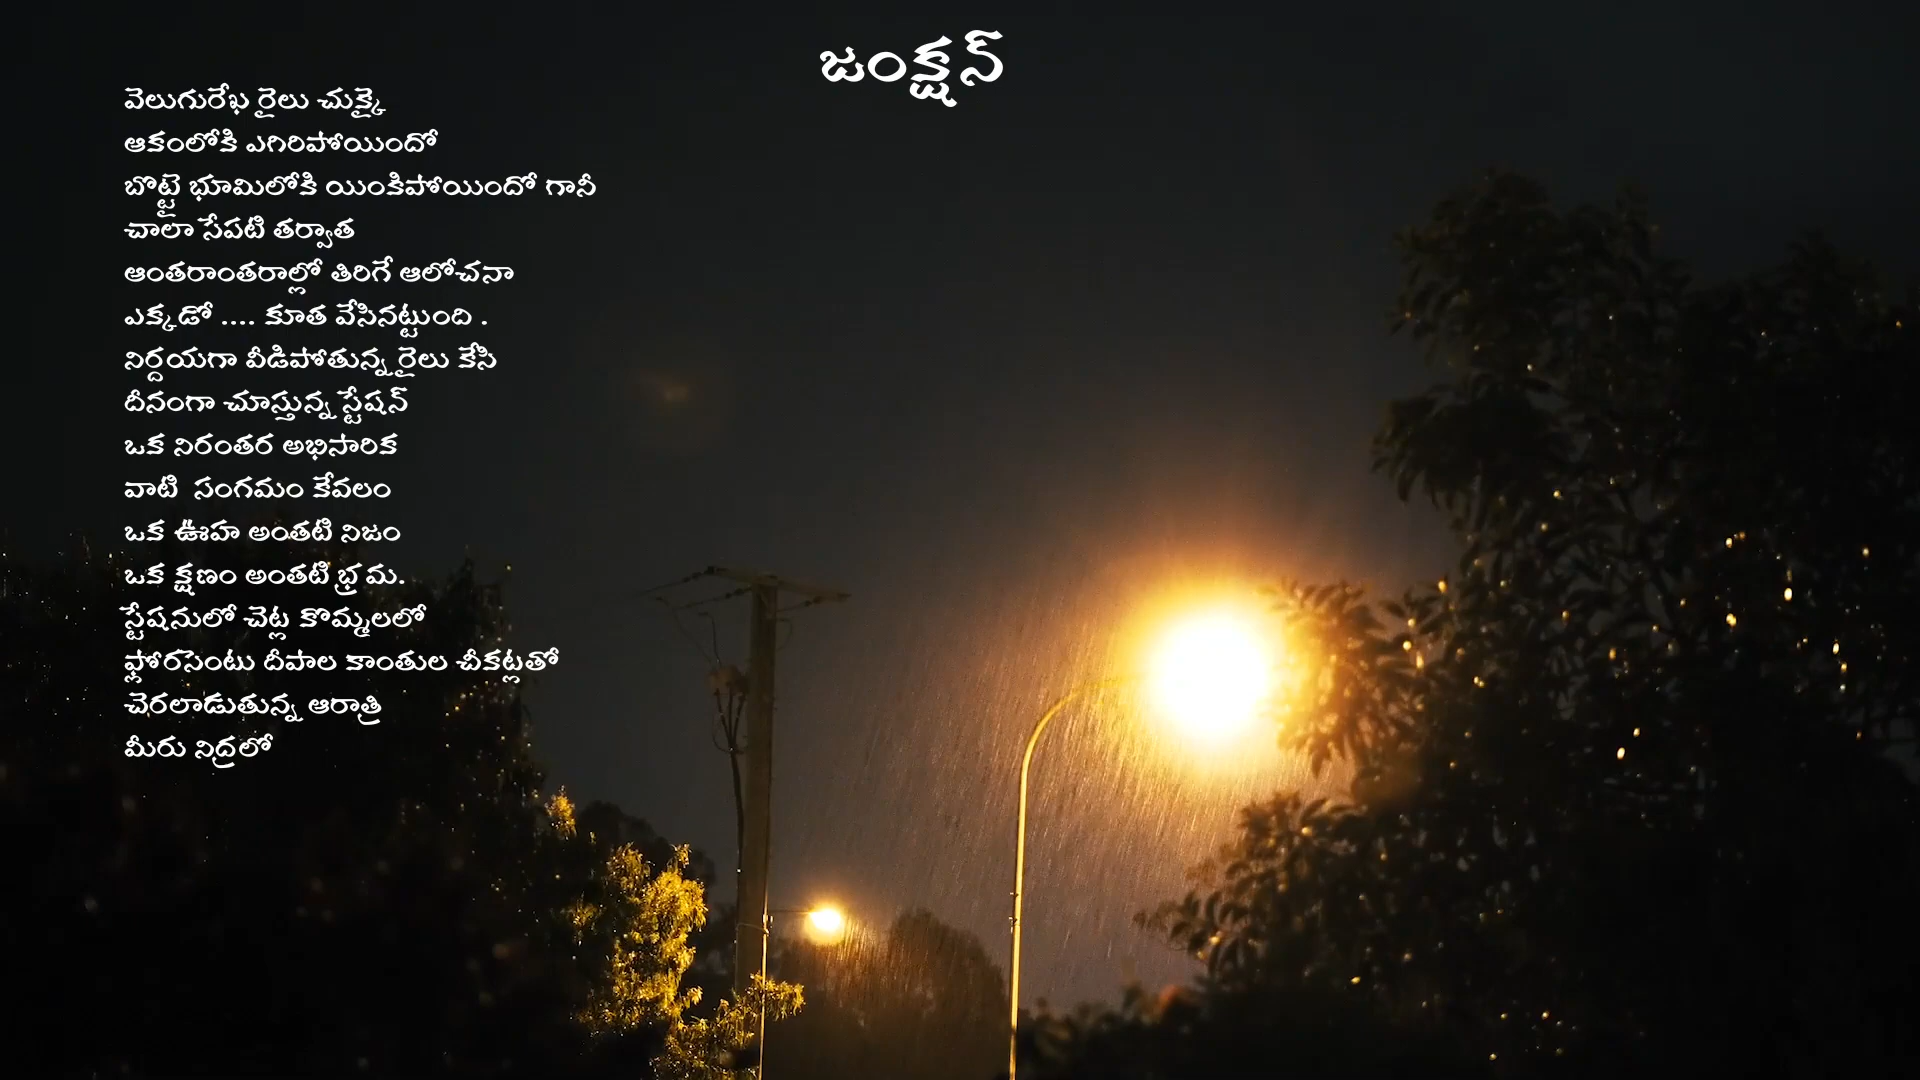 జంక్షన్
వెలుగురేఖ రైలు చుక్కై
ఆకంలోకి ఎగిరిపోయిందో
బొట్టై భూమిలోకి యింకిపోయిందో గానీ
చాలా సేపటి తర్వాత
ఆంతరాంతరాల్లో తిరిగే ఆలోచనా
ఎక్కడో .... కూత వేసినట్టుంది .
నిర్దయగా వీడిపోతున్న రైలు కేసి
దీనంగా చూస్తున్న స్టేషన్
ఒక నిరంతర అభిసారిక
వాటి  సంగమం కేవలం
ఒక ఊహ అంతటి నిజం
ఒక క్షణం అంతటి భ్రమ.
స్టేషనులో చెట్ల కొమ్మలలో
ఫ్లోరసెంటు దీపాల కాంతుల చీకట్లతో
చెరలాడుతున్న ఆరాత్రి
మీరు నిద్రలో